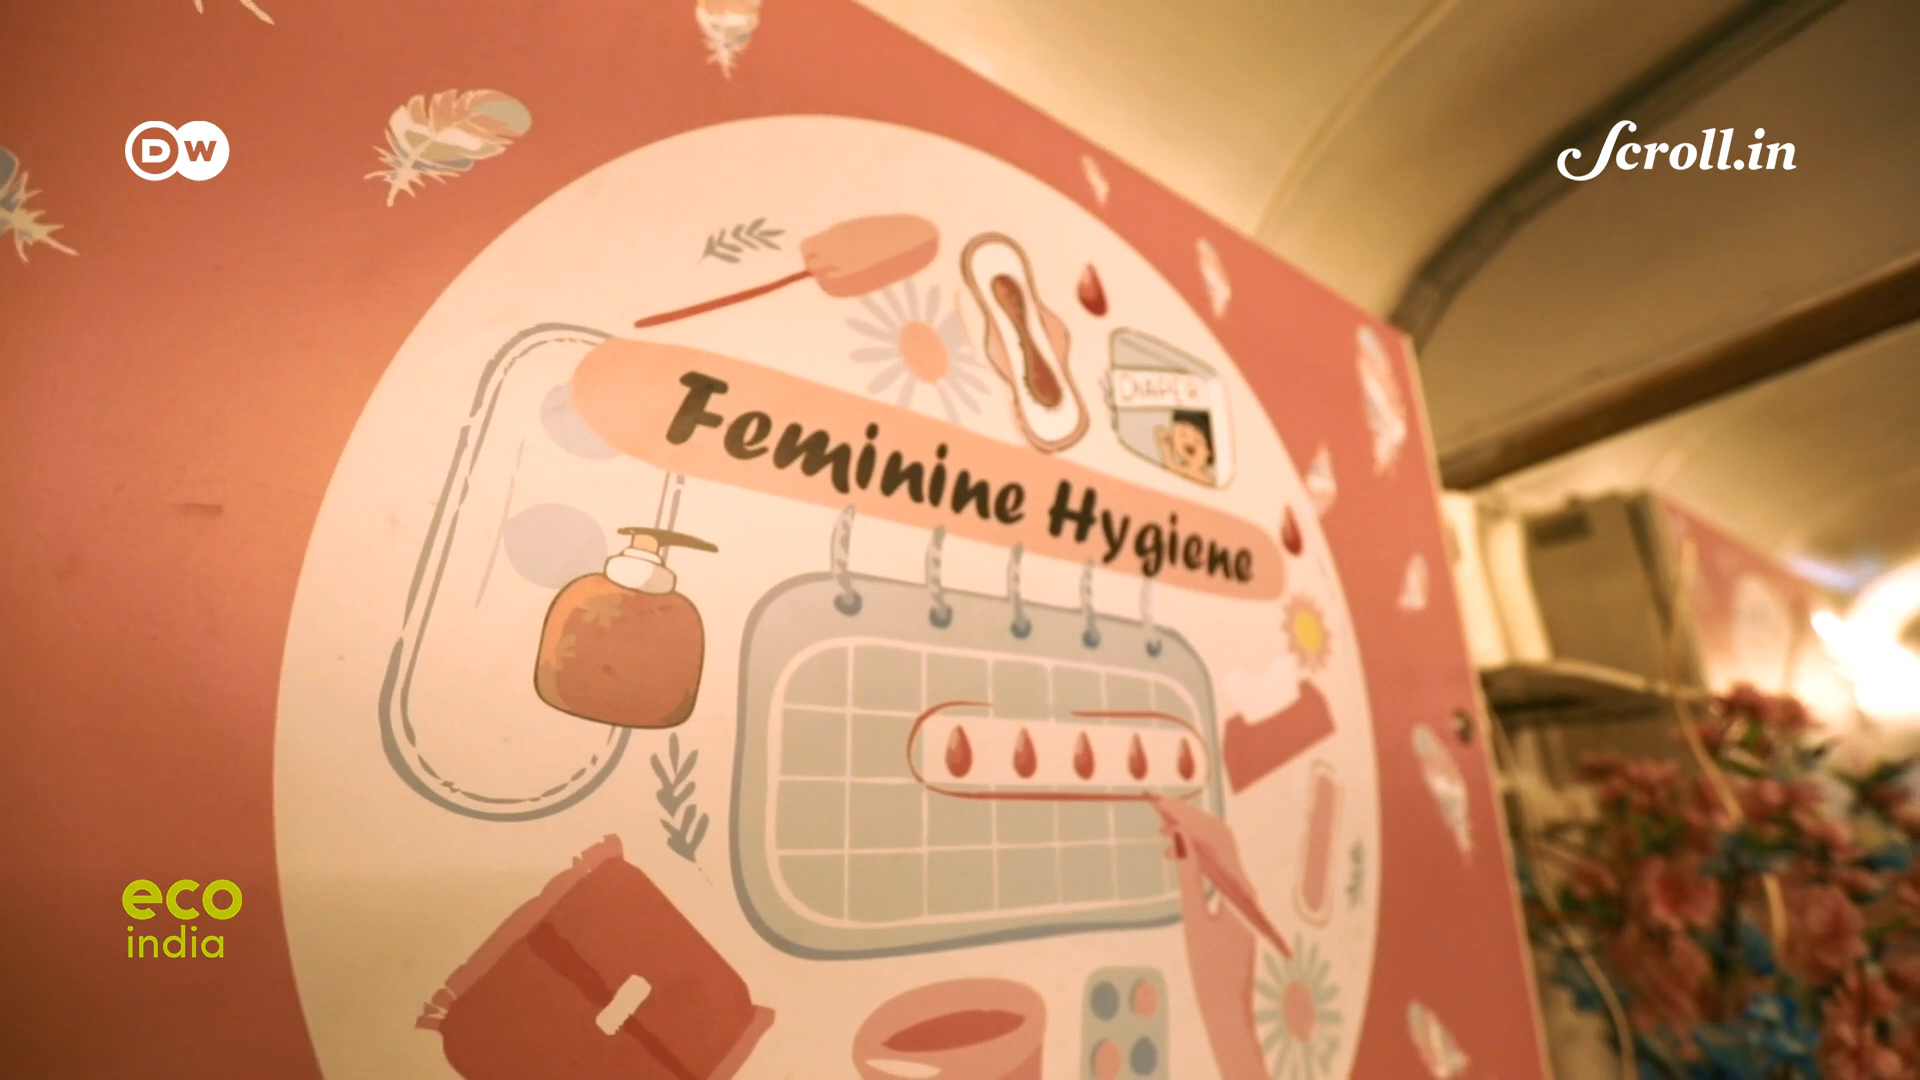 DW
Scroll.in
DIAPER
Feminine Hygiene
eco
india